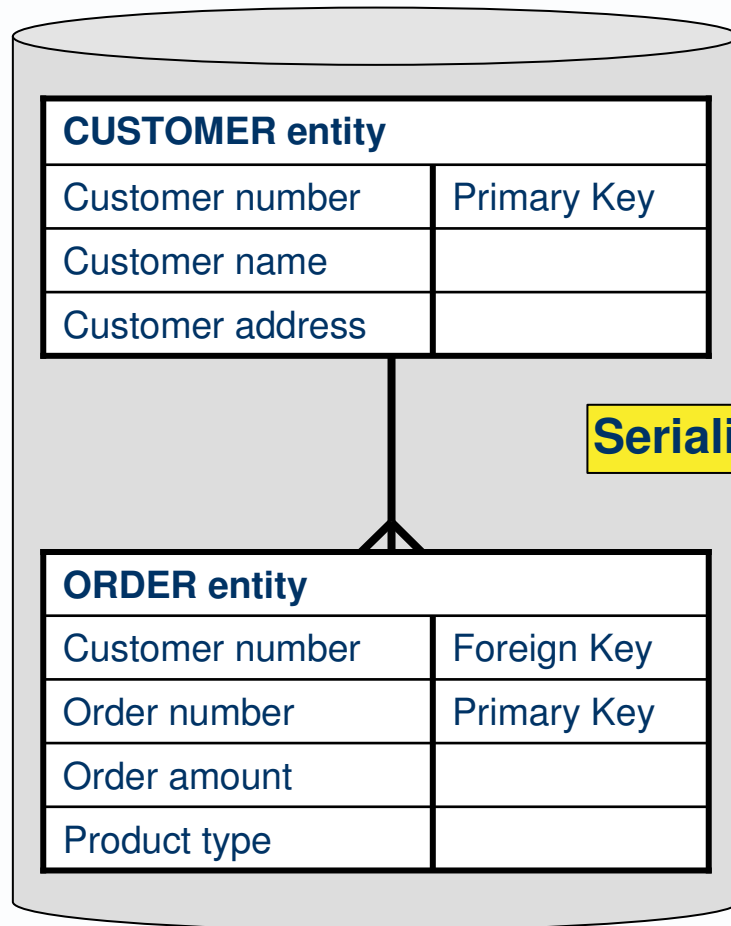 CUSTOMER entity
Customer number Primary Key
Customer name
Customer address
Seriali
ORDER entity
Customer number Foreign Key
Order number Primary Key
Order amount
Product type